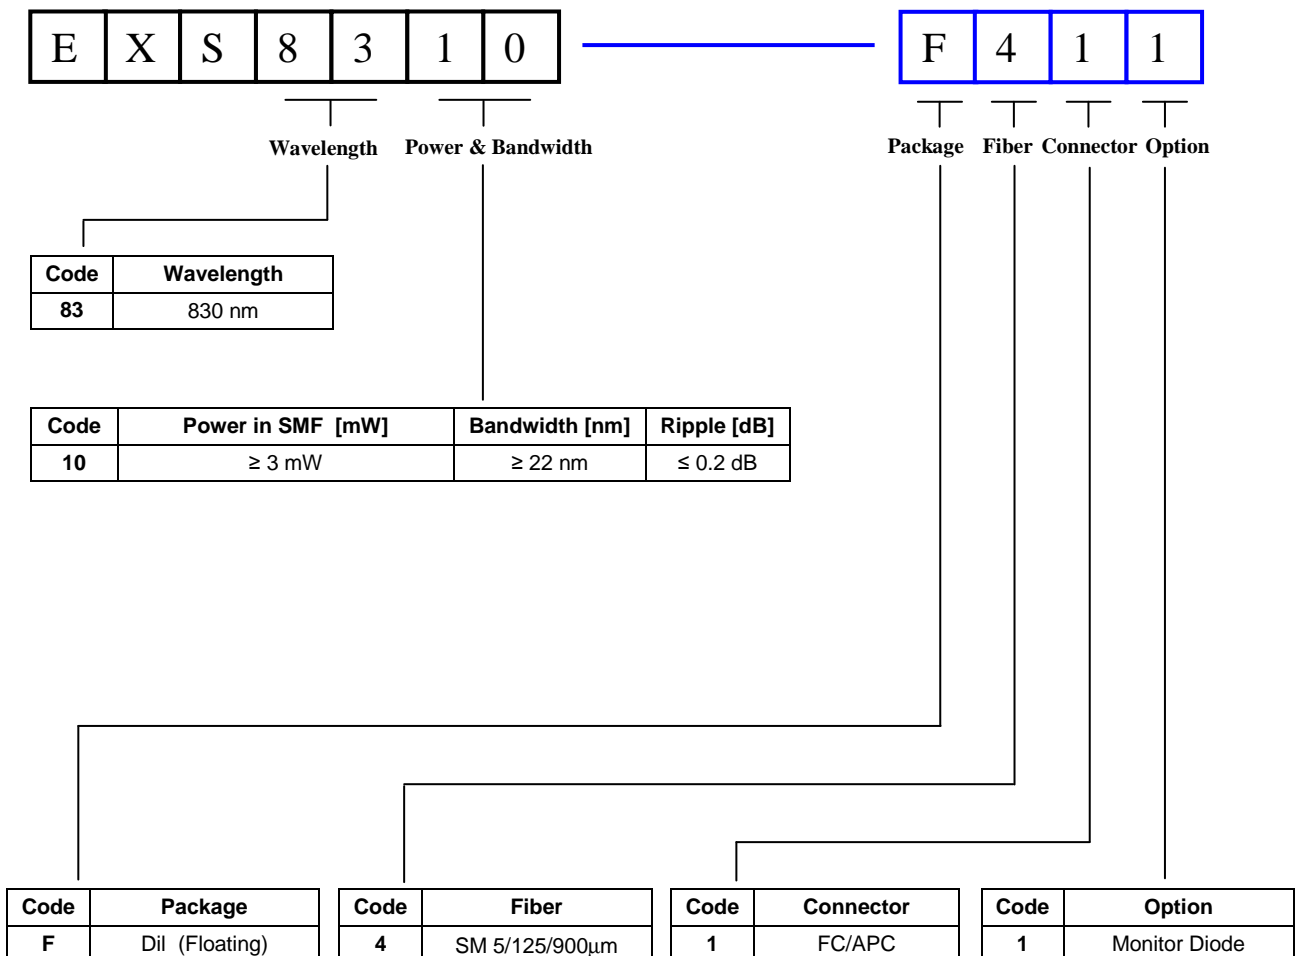 E X S 8 3 1 0 F 4 1 1
Wavelength Power & Bandwidth Package Fiber Connector Option
Code Wavelength
83 830 nm
Code Power in SMF [mW] Bandwidth [nm] Ripple [dB]
10 ≥ 3 mW ≥ 22 nm ≤ 0.2 dB
Code Package Code Fiber Code Connector Code Option
F Dil (Floating) 4 SM 5/125/900μm 1 FC/APC 1 Monitor Diode